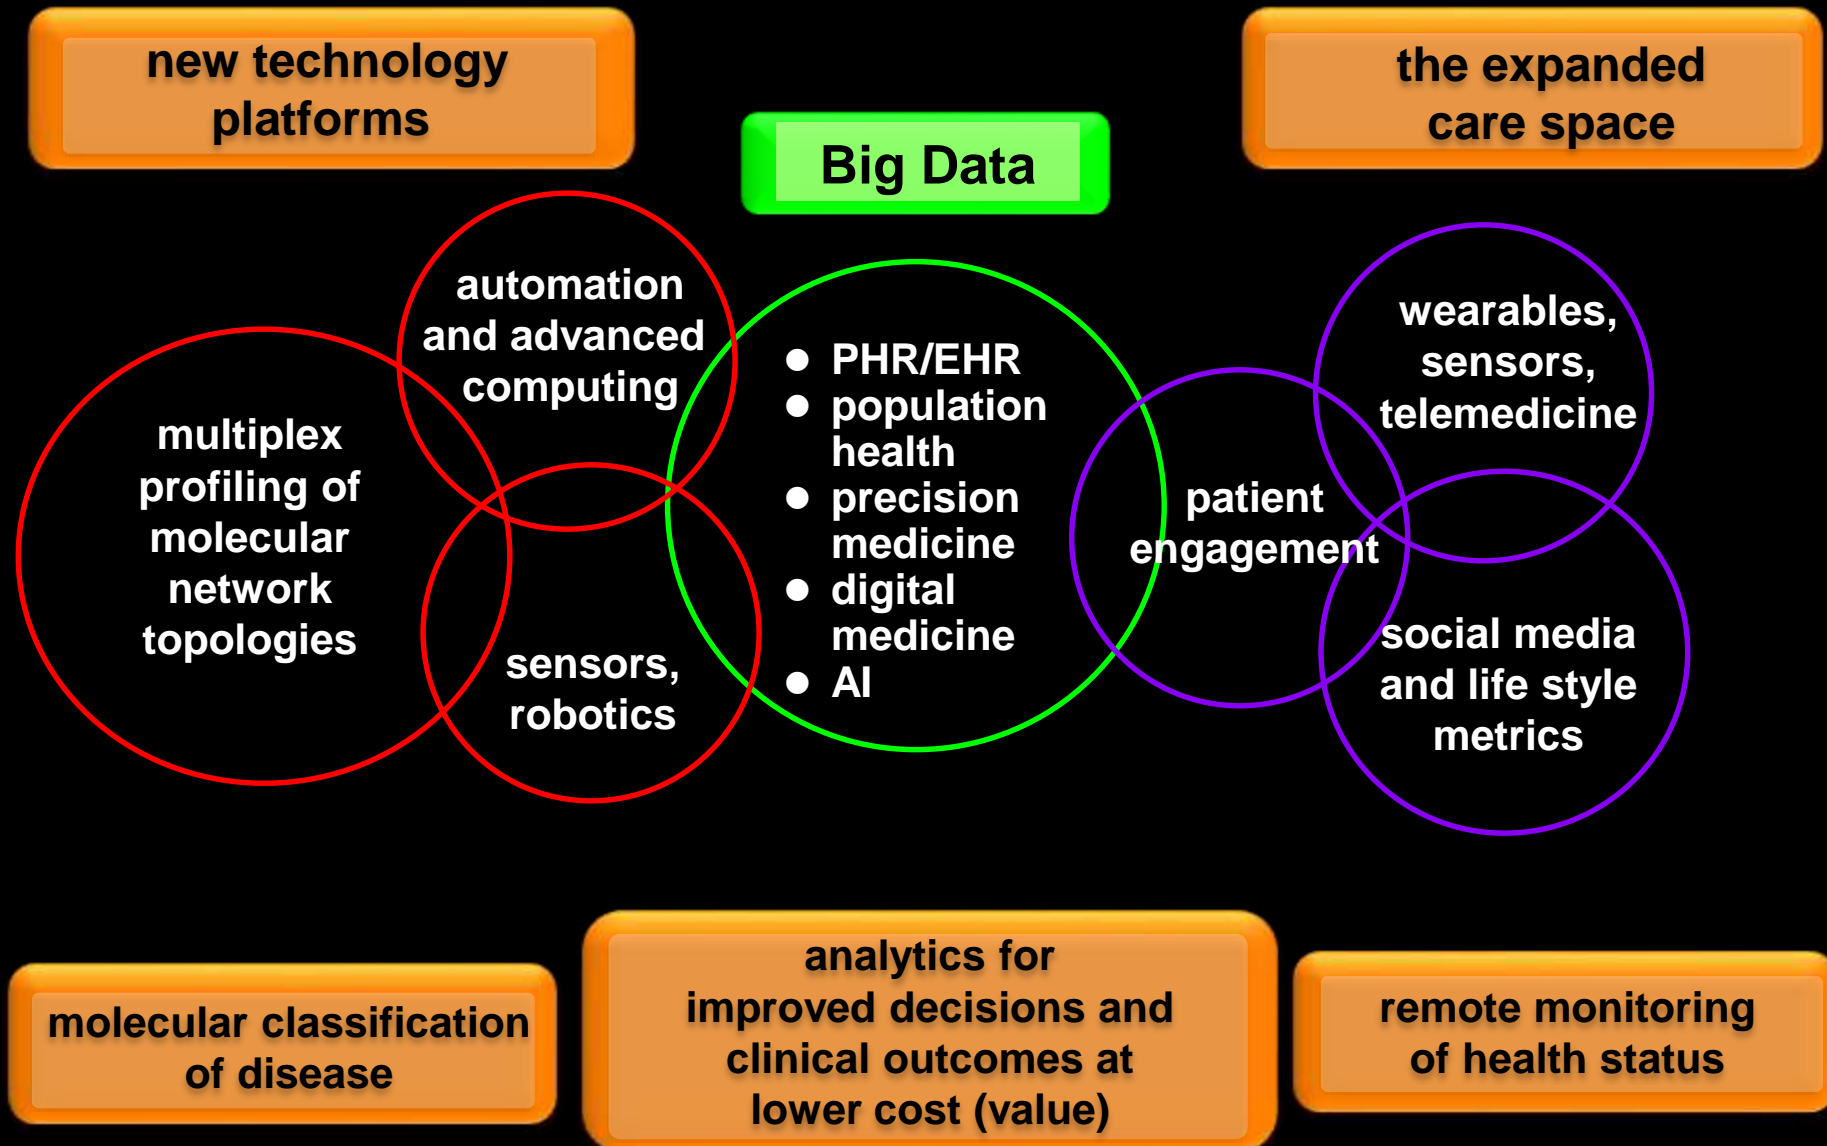 new technology
platforms
Big Data
the expanded
care space
automation
and advanced
computing
multiplex
profiling of
molecular
network
topologies
sensors,
robotics
● PHR/EHR
● population
health
● precision
medicine
● digital
medicine
● AI
patient
engagement
wearables,
sensors,
telemedicine
social media
and life style
metrics
molecular classification
of disease
analytics for
improved decisions and
clinical outcomes at
lower cost (value)
remote monitoring
of health status